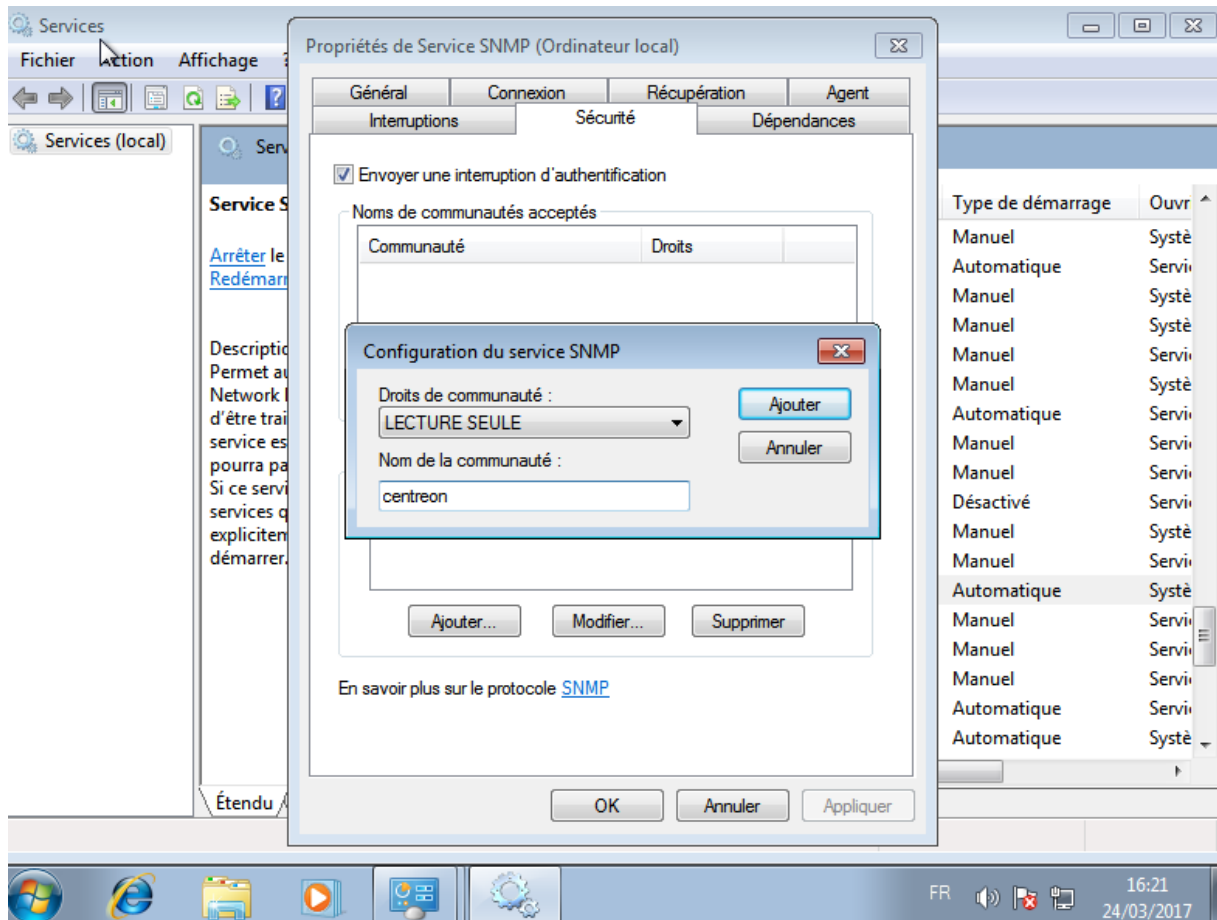 Services
Fichier Action Affichage ?
Services (local)
Service S
Arrêter le
Redémarr
Descriptic
Permet au
Network
d'être trai
service es
pourra pa
Si ce servi
services q
explicitem
démarrer.
Étendu
Propriétés de Service SNMP (Ordinateur local)
Général Connexion Récupération Agent
Interruptions Sécurité Dépendances
Envoyer une interruption d'authentification
Noms de communautés acceptés
Communauté Droits
Configuration du service SNMP
Droits de communauté :
LECTURE SEULE
Ajouter
Annuler
Nom de la communauté :
centreon
Ajouter... Modifier... Supprimer
En savoir plus sur le protocole SNMP
OK Annuler Appliquer
Type de démarrage Ouvr
Manuel Systè
Automatique Servi
Manuel Systè
Manuel Systè
Manuel Servi
Manuel Systè
Automatique Servi
Manuel Servi
Manuel Servi
Désactivé Servi
Manuel Systè
Manuel Servi
Automatique Systè
Manuel Servi
Manuel Servi
Manuel Servi
Automatique Servi
Automatique Systè
FR
16:21
24/03/2017